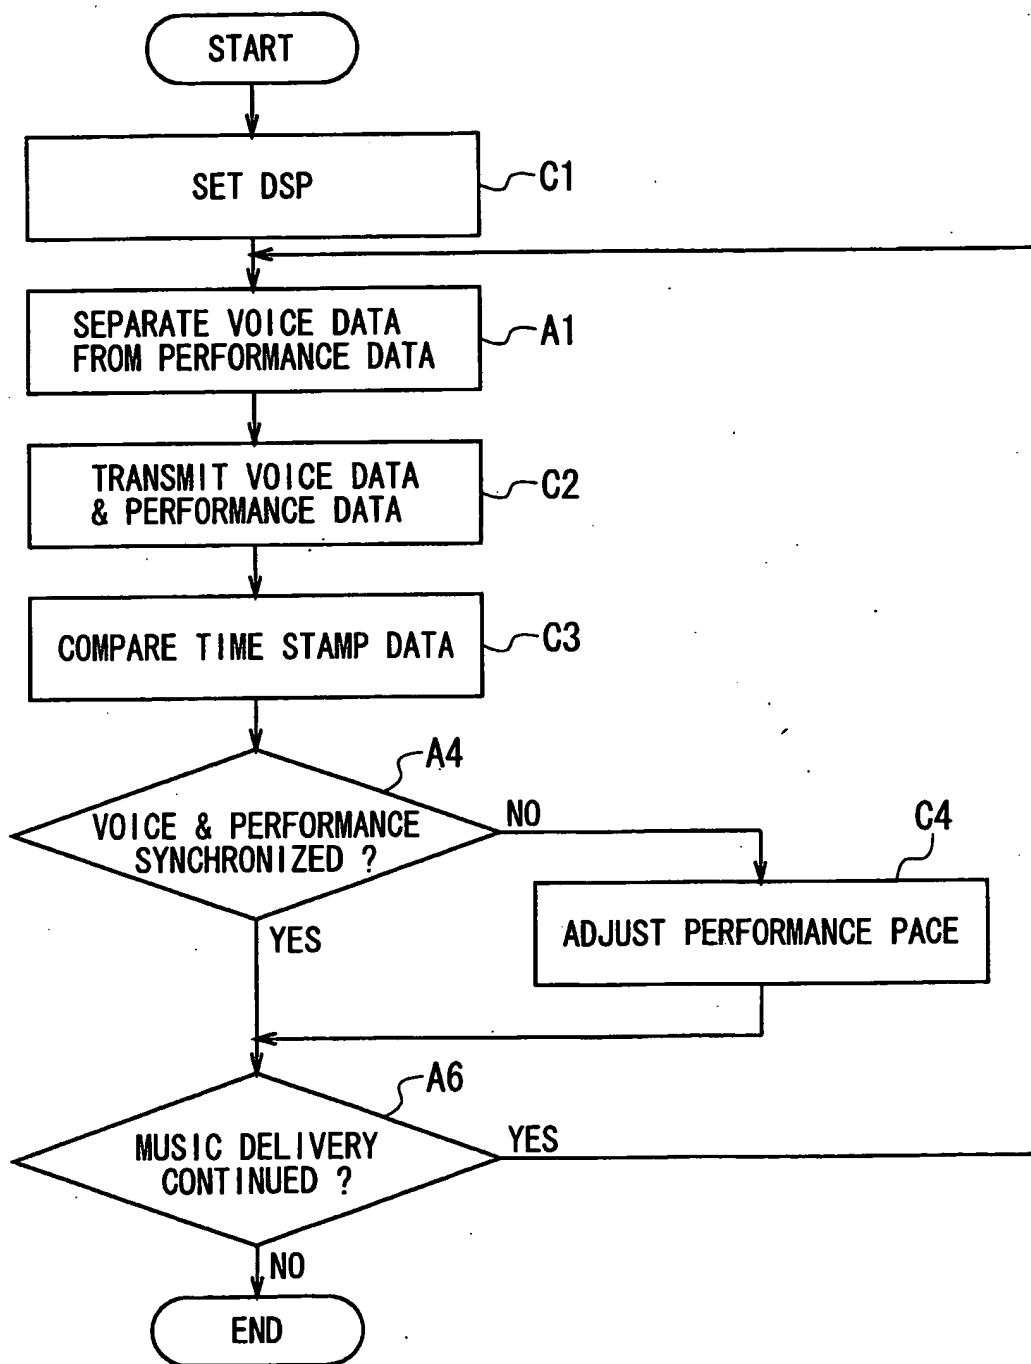 START
SET DSP
C1
SEPARATE VOICE DATA
FROM PERFORMANCE DATA
A1
TRANSMIT VOICE DATA
& PERFORMANCE DATA
C2
COMPARE TIME STAMP DATA
C3
A4
VOICE & PERFORMANCE
SYNCHRONIZED ?
NO
C4
ADJUST PERFORMANCE PACE
YES
A6
MUSIC DELIVERY
CONTINUED ?
YES
NO
END